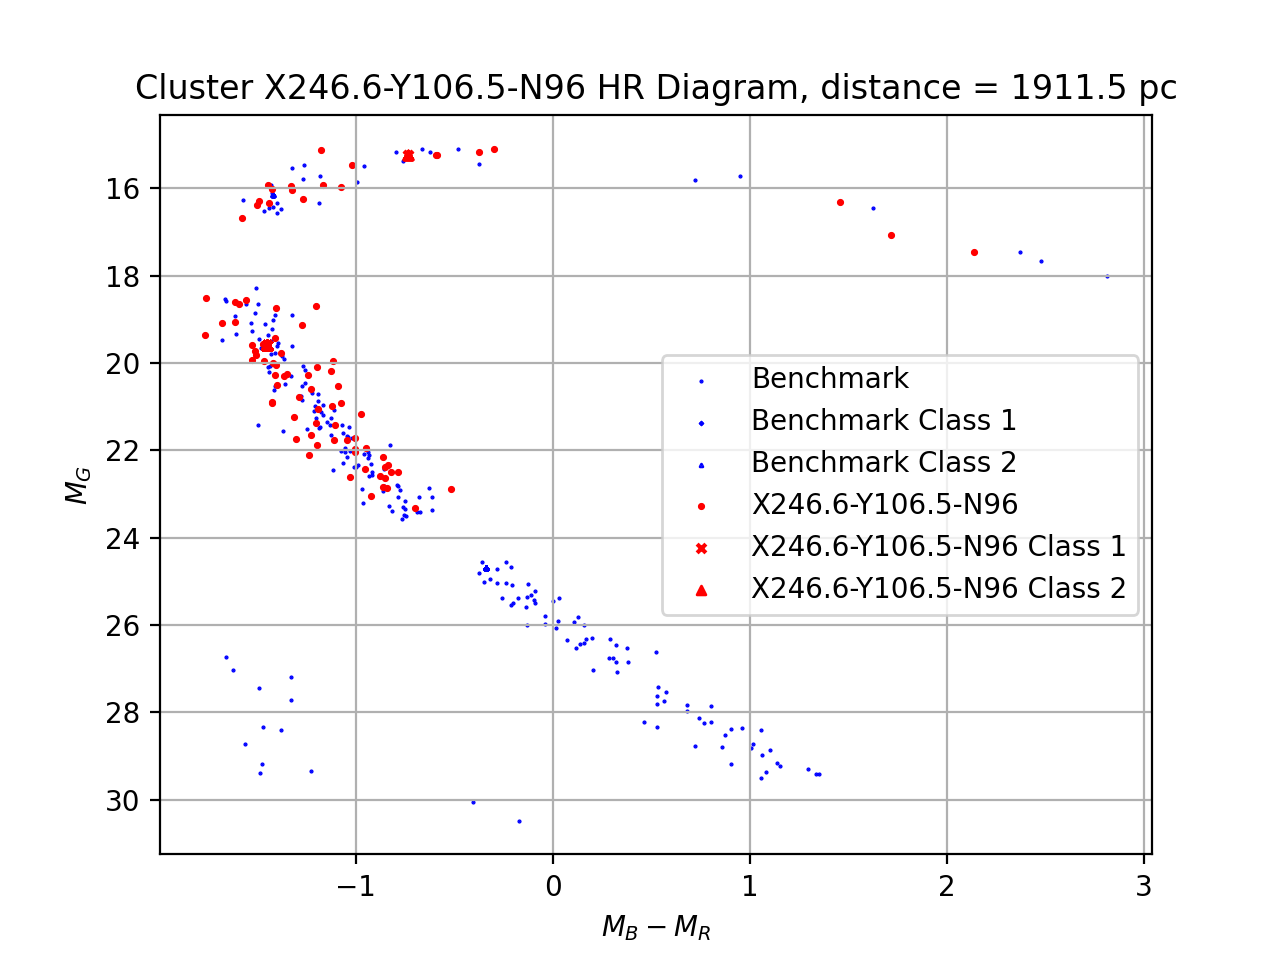 Cluster X246.6-Y106.5-N96 HR Diagram, distance = 1911.5 pc
16
18
20
22
24
26
28
30
M_G
Benchmark
Benchmark Class 1
Benchmark Class 2
X246.6-Y106.5-N96
X246.6-Y106.5-N96 Class 1
X246.6-Y106.5-N96 Class 2
−1 0 1 2 3
M_B − M_R